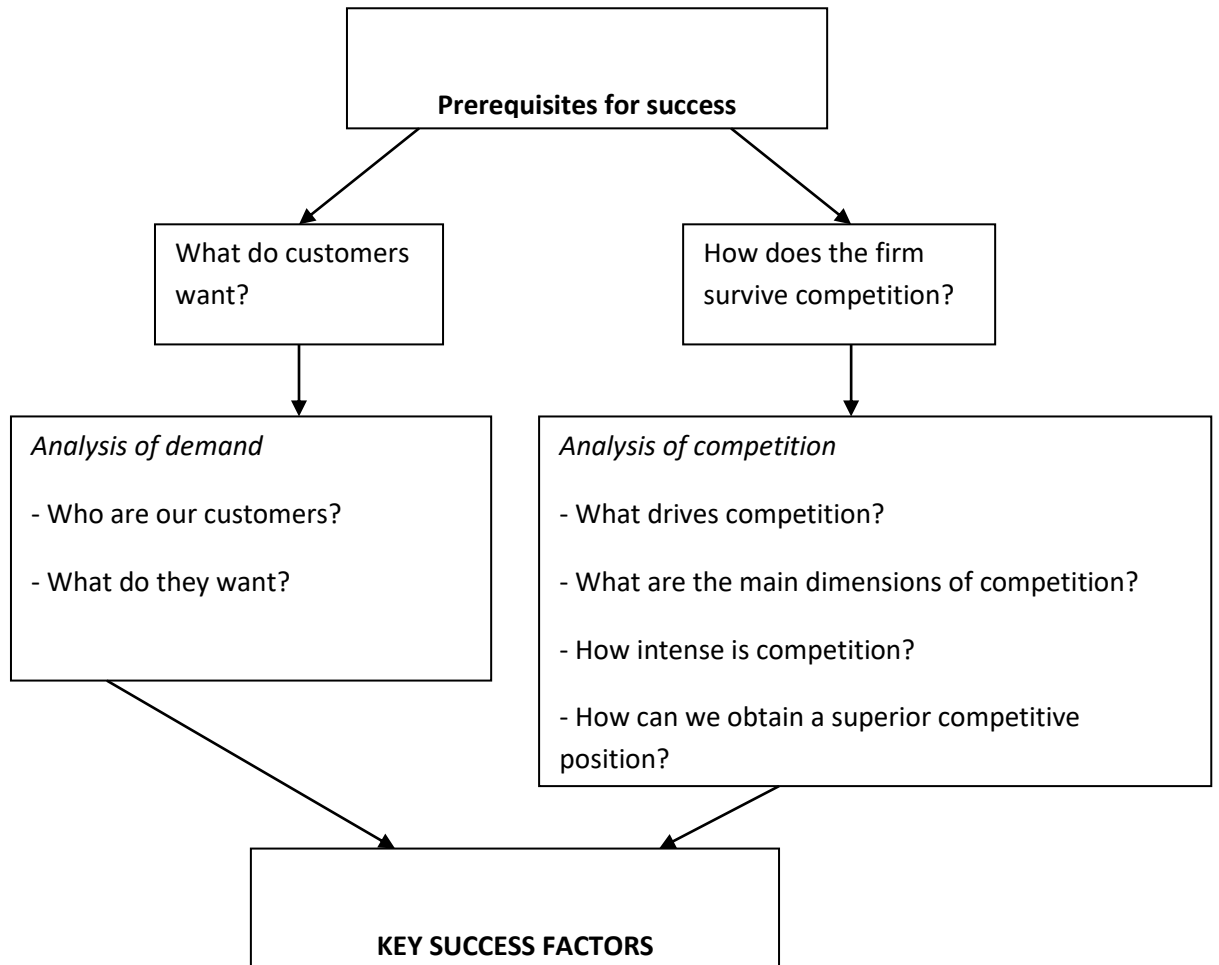 Prerequisites for success
What do customers
want?
How does the firm
survive competition?
Analysis of demand
- Who are our customers?
- What do they want?
Analysis of competition
- What drives competition?
- What are the main dimensions of competition?
- How intense is competition?
- How can we obtain a superior competitive
position?
KEY SUCCESS FACTORS